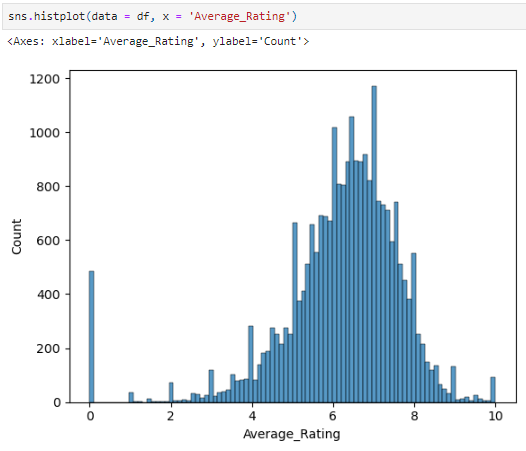 sns.histplot(data = df, x = 'Average_Rating')
<Axes: xlabel='Average_Rating', ylabel='Count'>
1200
1000
800
600
400
200
0
Count
0 2 4 6 8 10
Average_Rating